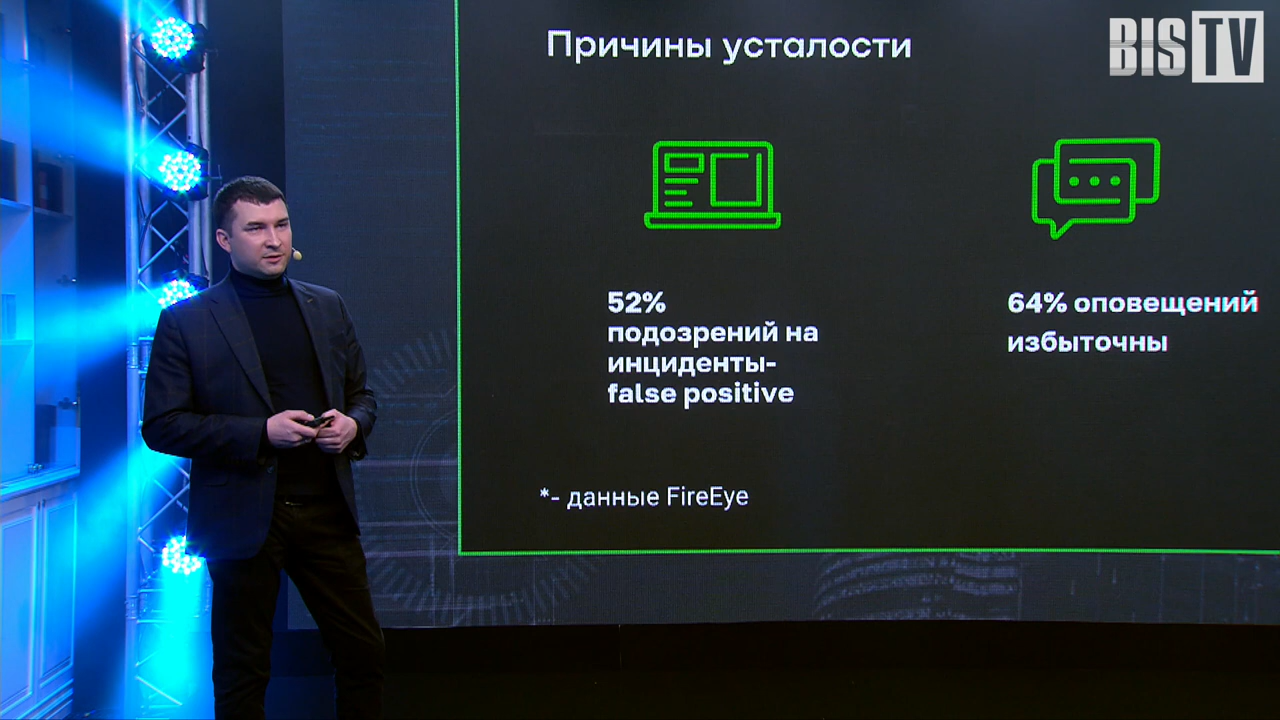 BIS TV
Причины усталости
52%
подозрений на
инциденты-
false positive
64% оповещений
избыточны
*- данные FireEye